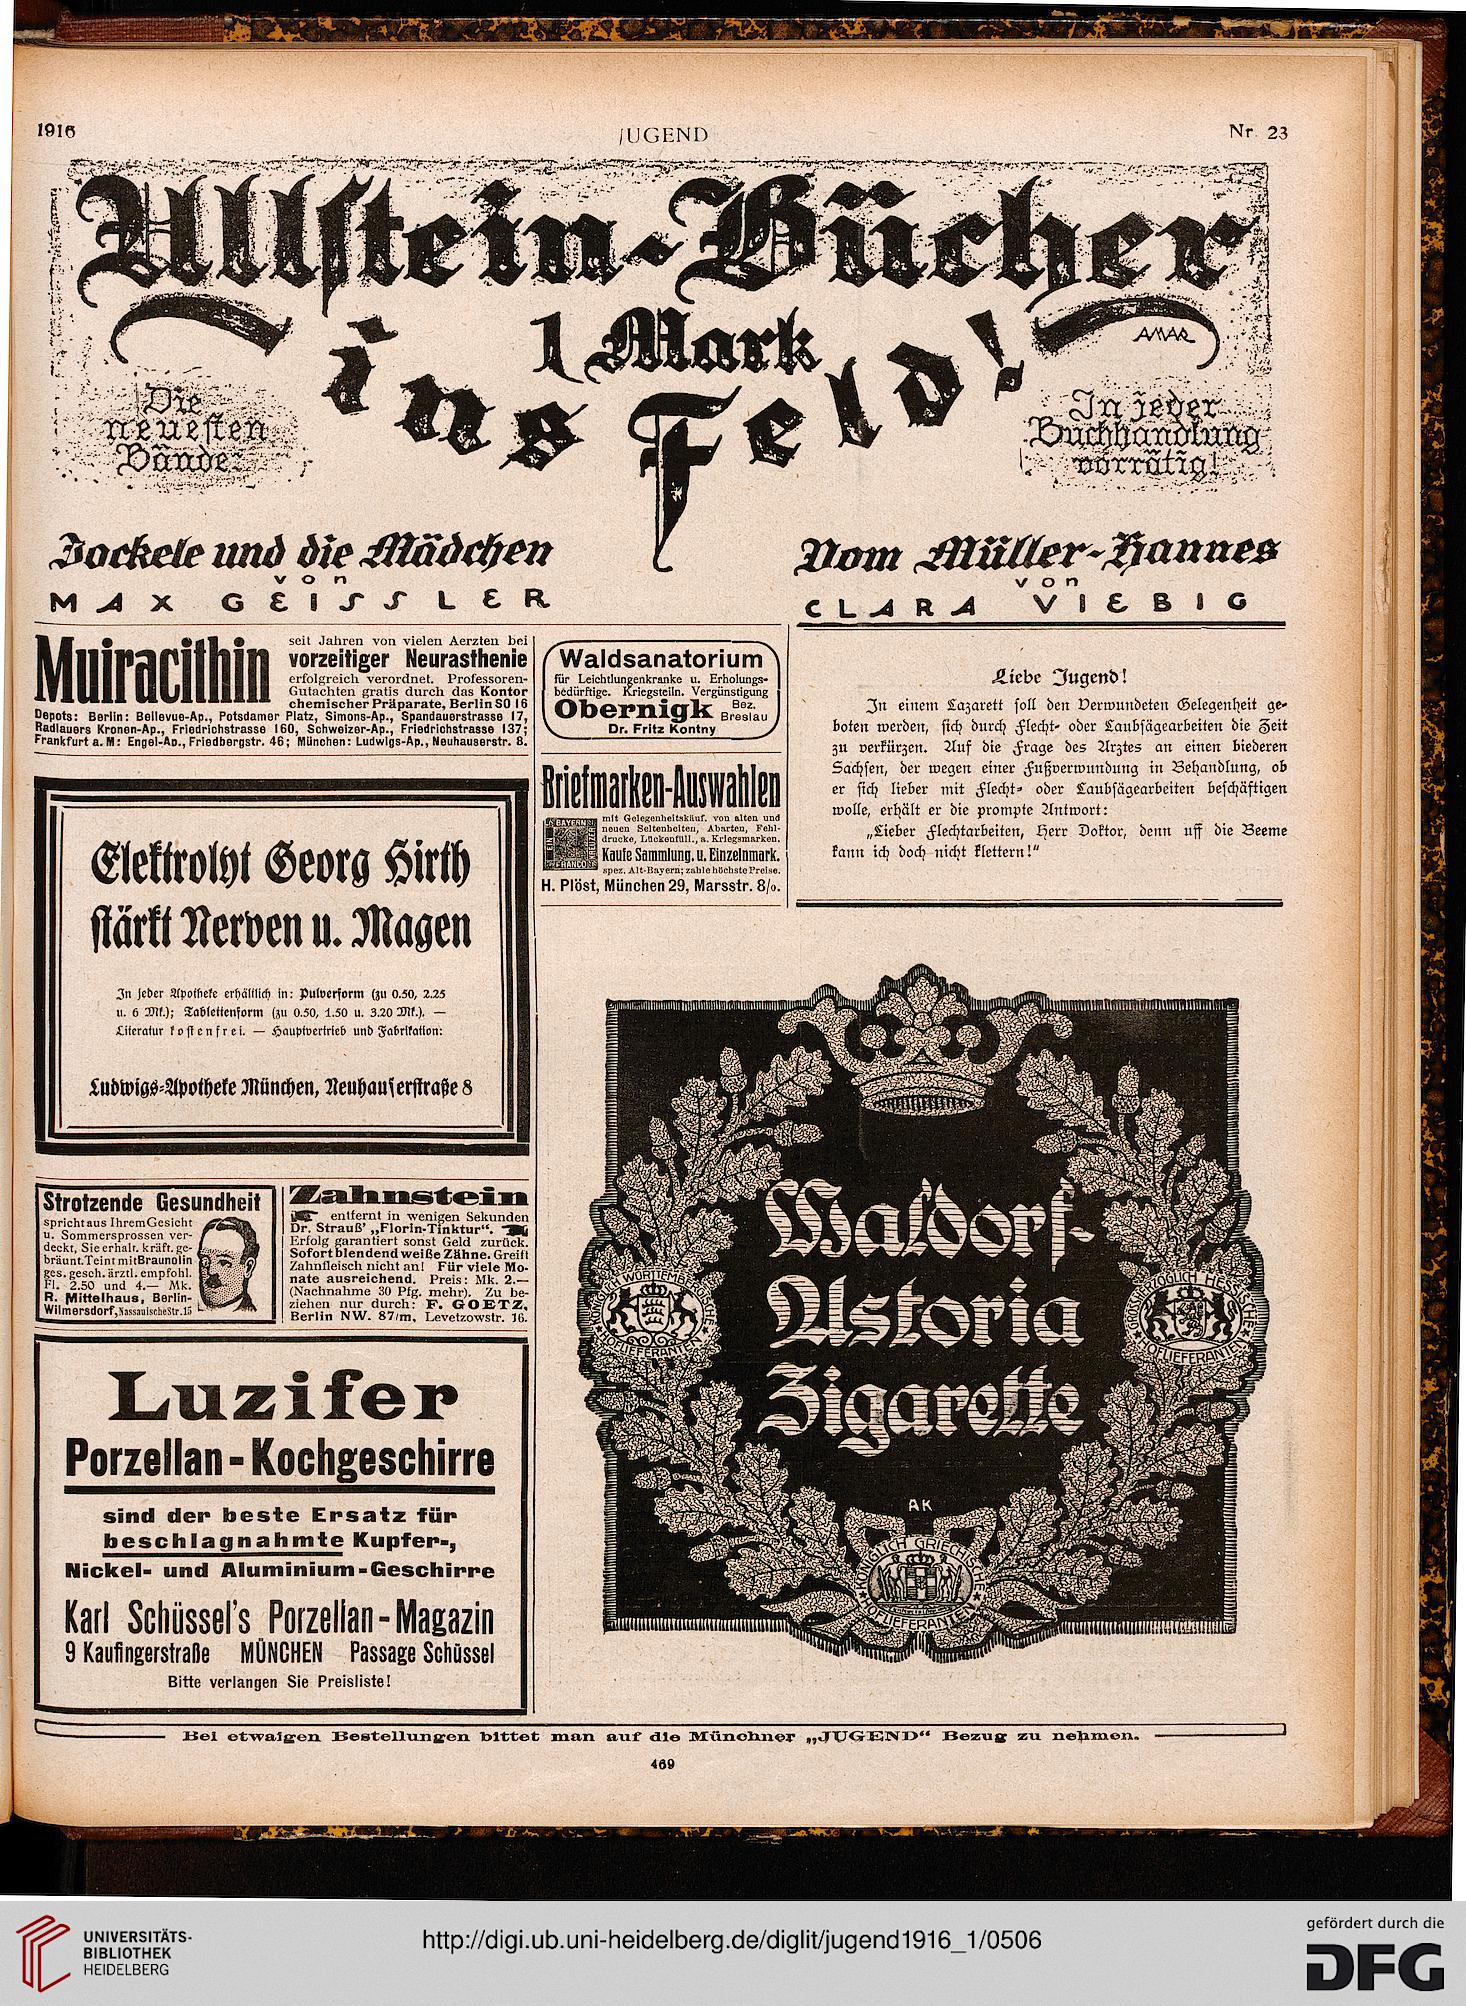 1916
JUGEND
Nr. 23
Ullstein-Bücher
1 Mark
ins Feld!
AMAR
Die
neuesten
Bände:
In jeder
Buchhandlung
vorrätig!
Jockele und die Mädchen
von
MAX GEISSLER
Vom Müller-Hannes
von
CLARA VIEBIG
Muiracithin
seit Jahren von vielen Aerzten bei
vorzeitiger Neurasthenie
erfolgreich verordnet. Professoren-
Gutachten gratis durch das Kontor
chemischer Präparate, Berlin SO 16
Depots: Berlin: Bellevue-Ap., Potsdamer Platz, Simons-Ap., Spandauerstrasse 17,
Radlauers Kronen-Ap., Friedrichstrasse 160, Schweizer-Ap., Friedrichstrasse 137;
Frankfurt a. M: Engel-Ap., Friedbergstr. 46; München: Ludwigs-Ap., Neuhauserstr. 8.
Elektrolyt Georg Hirth
stärkt Nerven u. Magen
In jeder Apotheke erhältlich in: Pulverform (zu 0.50, 2.25
u. 6 Mk.); Tablettenform (zu 0.50, 1.50 u. 3.20 Mk.). —
Literatur kostenfrei. — Hauptvertrieb und Fabrikation:
Ludwigs-Apotheke München, Neuhauserstraße 8
Strotzende Gesundheit
spricht aus Ihrem Gesicht
u. Sommersprossen ver-
deckt, Sie erhalt. kräft. ge-
bräunt. Teint mit Braunolin
ges. gesch. ärztl. empfohl.
Fl. 2.50 und 4.— Mk.
R. Mittelhaus, Berlin-
Wilmersdorf, Nassauische Str. 15
Zahnstein
entfernt in wenigen Sekunden
Dr. Strauß' „Florin-Tinktur“.
Erfolg garantiert sonst Geld zurück.
Sofort blendend weiße Zähne. Greift
Zahnfleisch nicht an! Für viele Mo-
nate ausreichend. Preis: Mk. 2.—
(Nachnahme 30 Pfg. mehr). Zu be-
ziehen nur durch: F. GOETZ,
Berlin NW. 87/m, Levetzowstr. 16.
Luzifer
Porzellan-Kochgeschirre
sind der beste Ersatz für
beschlagnahmte Kupfer-,
Nickel- und Aluminium-Geschirre
Karl Schüssel's Porzellan-Magazin
9 Kaufingerstraße MÜNCHEN Passage Schüssel
Bitte verlangen Sie Preisliste!
Waldsanatorium
für Leichtlungenkranke u. Erholungs-
bedürftige. Kriegsteiln. Vergünstigung
Obernigk Bez. Breslau
Dr. Fritz Kontny
Briefmarken-Auswahlen
BAYERN
EIN
KREUZER
FRANCO
mit Gelegenheitskäuf. von alten und
neuen Seltenheiten, Abarten, Fehl-
drucke, Lückenfüll., a. Kriegsmarken.
Kaufe Sammlung. u. Einzelnmark.
spez. Alt-Bayern; zahle höchste Preise.
H. Plöst, München 29, Marsstr. 8/0.
Liebe Jugend!
In einem Lazarett soll den Verwundeten Gelegenheit ge-
boten werden, sich durch Flecht- oder Laubsägearbeiten die Zeit
zu verkürzen. Auf die Frage des Arztes an einen biederen
Sachsen, der wegen einer Fußverwundung in Behandlung, ob
er sich lieber mit Flecht- oder Laubsägearbeiten beschäftigen
wolle, erhält er die prompte Antwort:
„Lieber Flechtarbeiten, Herr Doktor, denn uff die Beeme
kann ich doch nicht klettern!“
Waldorf-
Astoria
Zigarette
AK
KÖNIGLICH WÜRTTEMBERGISCHE
HOFLIEFERANTEN
GROSSHERZOGLICH HESSISCHE
HOFLIEFERANTEN
KÖNIGLICH GRIECHISCHE
HOFLIEFERANTEN
Bei etwaigen Bestellungen bittet man auf die Münchner „JUGEND“ Bezug zu nehmen.
469
UNIVERSITÄTS-
BIBLIOTHEK
HEIDELBERG
http://digi.ub.uni-heidelberg.de/diglit/jugend1916_1/0506
gefördert durch die
DFG